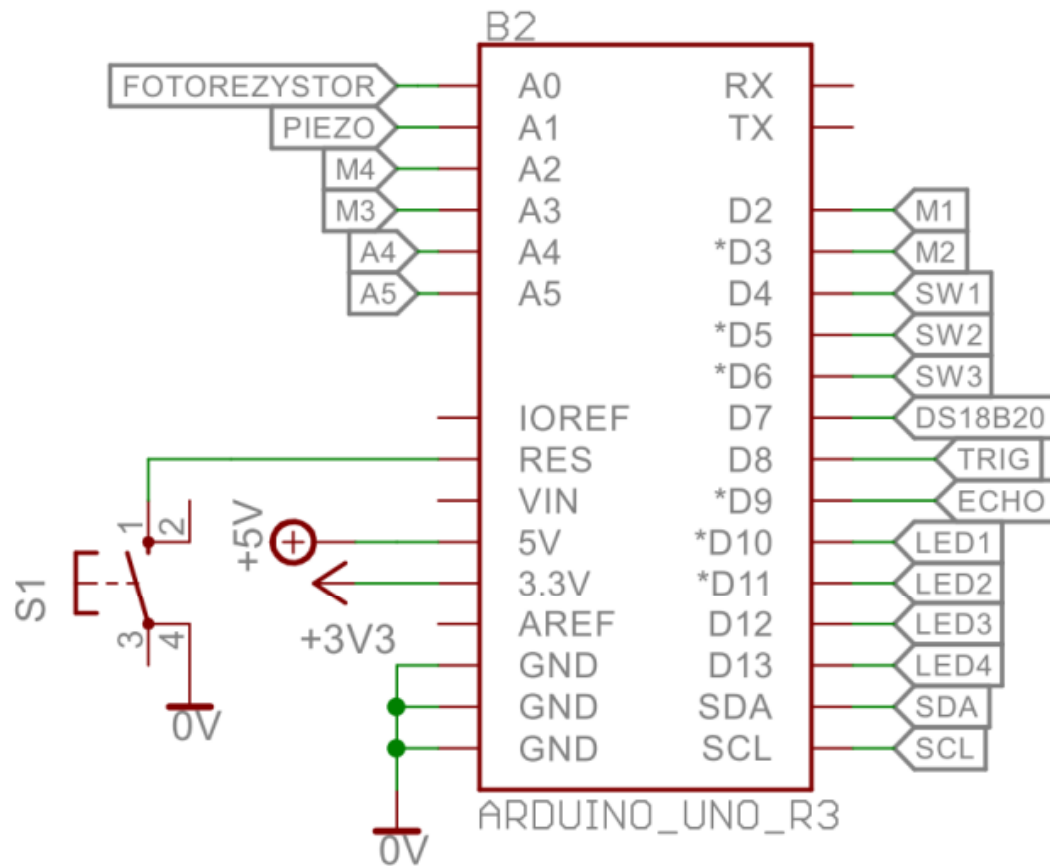 B2
FOTOREZYSTOR A0 RX
PIEZO A1 TX
M4 A2
M3 A3 D2 M1
A4 A4 *D3 M2
A5 A5 D4 SW1
*D5 SW2
*D6 SW3
IOREF D7 DS18B20
RES D8 TRIG
VIN *D9 ECHO
1 2 +5V 5V *D10 LED1
S1 3.3V *D11 LED2
3 4 +3V3 AREF D12 LED3
GND D13 LED4
0V GND SDA SDA
GND SCL SCL
ARDUINO_UNO_R3
0V